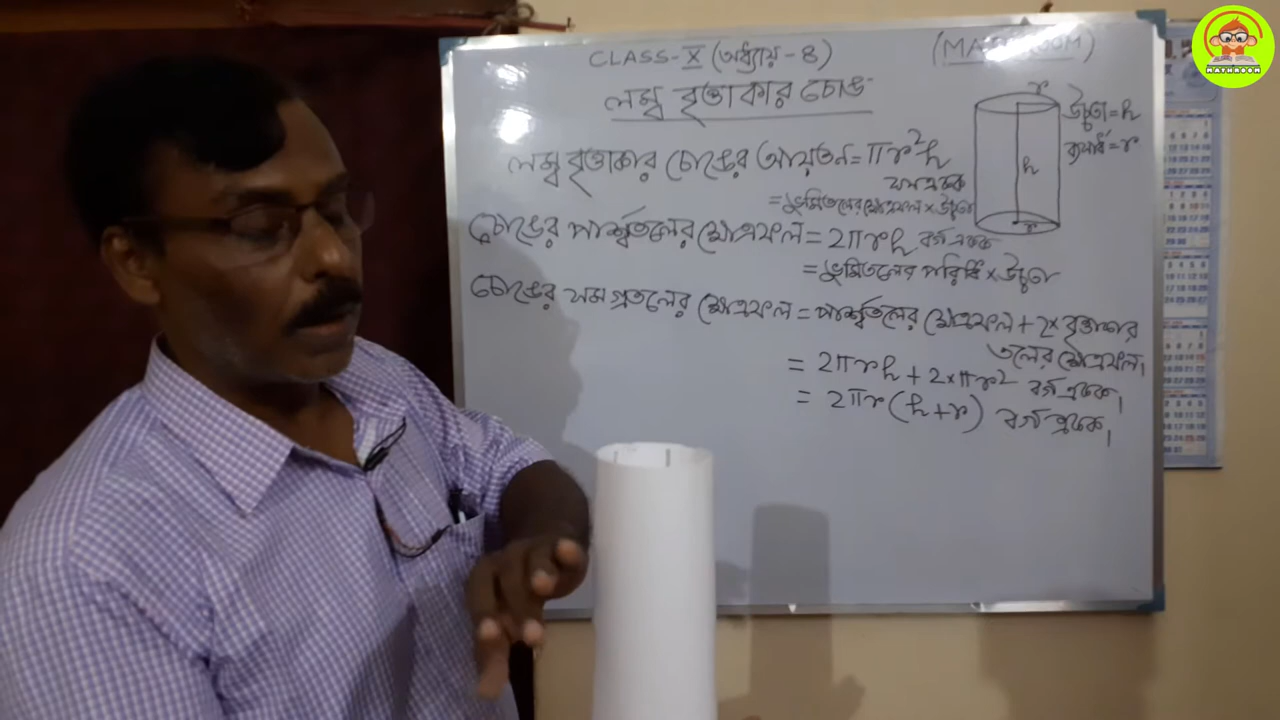 CLASS-X (অধ্যায়-৪)
(MATHROOM)
লম্ব বৃত্তাকার চোঙ
লম্ব বৃত্তাকার চোঙের আয়তন = πr²h
ঘন একক
= ভূমিতলের ক্ষেত্রফল × উচ্চতা
চোঙের পার্শ্বতলের ক্ষেত্রফল = 2πrh বর্গ একক
= ভূমিতলের পরিধি × উচ্চতা
চোঙের সমগ্রতলের ক্ষেত্রফল = পার্শ্বতলের ক্ষেত্রফল + 2× বৃত্তাকার
তলের ক্ষেত্রফল।
= 2πrh + 2×πr² বর্গ একক।
= 2πr(h+r) বর্গ একক।
r
h
r
উচ্চতা = h
ব্যাসার্ধ = r
MATHROOM